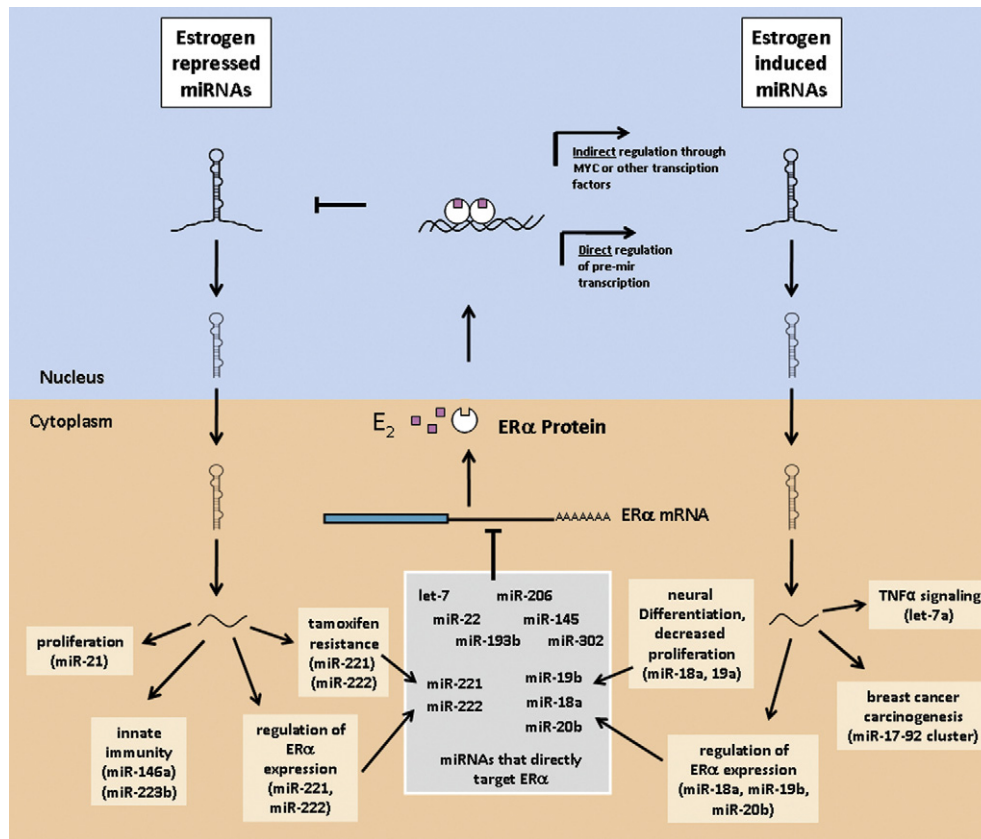 Estrogen
repressed
miRNAs
Estrogen
induced
miRNAs
Indirect regulation through
MYC or other transciption
factors
Direct regulation
of pre-mir
transcription
Nucleus
Cytoplasm
E2
ERα Protein
AAAAAAA
ERα mRNA
let-7
miR-206
miR-22
miR-145
miR-193b
miR-302
miR-221
miR-222
miR-19b
miR-18a
miR-20b
miRNAs that directly
target ERα
proliferation
(miR-21)
innate
immunity
(miR-146a)
(miR-223b)
tamoxifen
resistance
(miR-221)
(miR-222)
regulation of
ERα
expression
(miR-221,
miR-222)
neural
Differentiation,
decreased
proliferation
(miR-18a, 19a)
TNFα signaling
(let-7a)
breast cancer
carcinogenesis
(miR-17-92 cluster)
regulation of
ERα expression
(miR-18a, miR-19b,
miR-20b)